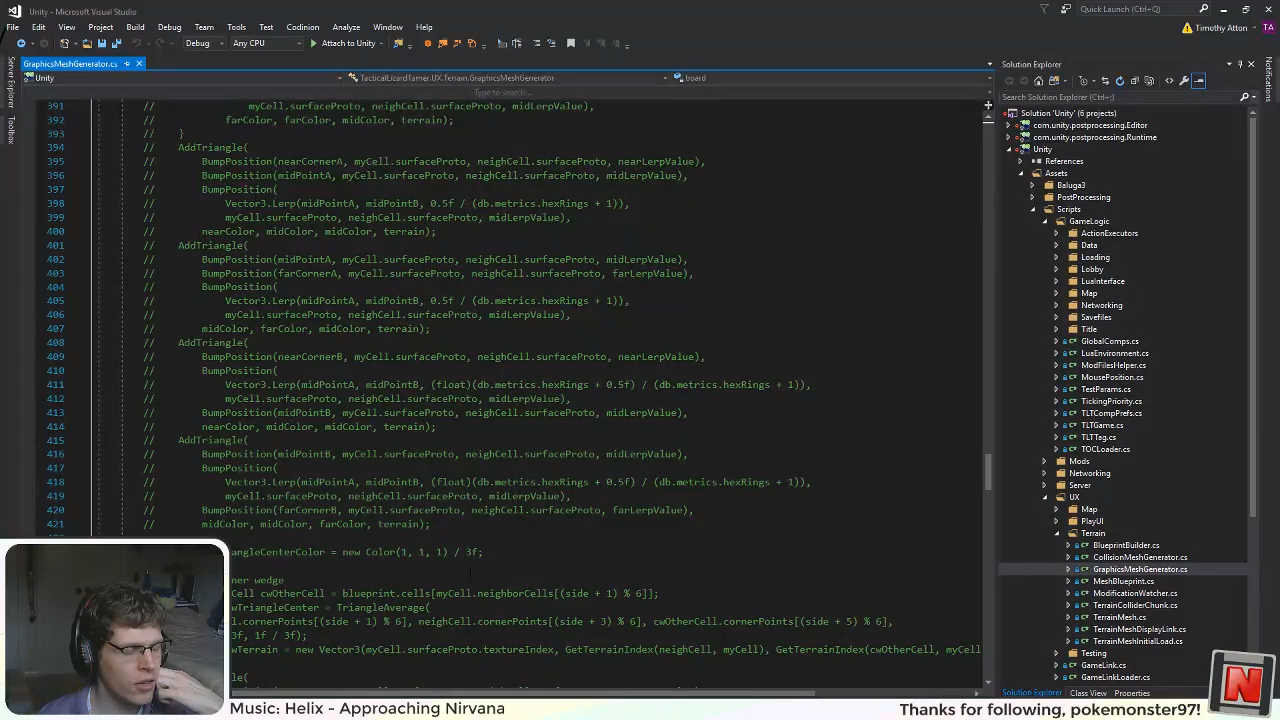 Unity - Microsoft Visual Studio
Quick Launch (Ctrl+Q)
File Edit View Project Build Debug Team Tools Test Codinion Analyze Window Help
Timothy Atton TA
Debug Any CPU Attach to Unity
GraphicsMeshGenerator.cs
Unity TacticalLizardTamer.UX.Terrain.GraphicsMeshGenerator board
Type to search...
Server Explorer
Toolbox
Notifications
391 // myCell.surfaceProto, neighCell.surfaceProto, midLerpValue),
392 // farColor, farColor, midColor, terrain);
393 // }
394 // AddTriangle(
395 // BumpPosition(nearCornerA, myCell.surfaceProto, neighCell.surfaceProto, nearLerpValue),
396 // BumpPosition(midPointA, myCell.surfaceProto, neighCell.surfaceProto, midLerpValue),
397 // BumpPosition(
398 // Vector3.Lerp(midPointA, midPointB, 0.5f / (db.metrics.hexRings + 1)),
399 // myCell.surfaceProto, neighCell.surfaceProto, midLerpValue),
400 // nearColor, midColor, midColor, terrain);
401 // AddTriangle(
402 // BumpPosition(midPointA, myCell.surfaceProto, neighCell.surfaceProto, midLerpValue),
403 // BumpPosition(farCornerA, myCell.surfaceProto, neighCell.surfaceProto, farLerpValue),
404 // BumpPosition(
405 // Vector3.Lerp(midPointA, midPointB, 0.5f / (db.metrics.hexRings + 1)),
406 // myCell.surfaceProto, neighCell.surfaceProto, midLerpValue),
407 // midColor, farColor, midColor, terrain);
408 // AddTriangle(
409 // BumpPosition(nearCornerB, myCell.surfaceProto, neighCell.surfaceProto, nearLerpValue),
410 // BumpPosition(
411 // Vector3.Lerp(midPointA, midPointB, (float)(db.metrics.hexRings + 0.5f) / (db.metrics.hexRings + 1)),
412 // myCell.surfaceProto, neighCell.surfaceProto, midLerpValue),
413 // BumpPosition(midPointB, myCell.surfaceProto, neighCell.surfaceProto, midLerpValue),
414 // nearColor, midColor, midColor, terrain);
415 // AddTriangle(
416 // BumpPosition(midPointB, myCell.surfaceProto, neighCell.surfaceProto, midLerpValue),
417 // BumpPosition(
418 // Vector3.Lerp(midPointA, midPointB, (float)(db.metrics.hexRings + 0.5f) / (db.metrics.hexRings + 1)),
419 // myCell.surfaceProto, neighCell.surfaceProto, midLerpValue),
420 // BumpPosition(farCornerB, myCell.surfaceProto, neighCell.surfaceProto, farLerpValue),
421 // midColor, midColor, farColor, terrain);
angleCenterColor = new Color(1, 1, 1) / 3f;
ner wedge
Cell cwOtherCell = blueprint.cells[myCell.neighborCells[(side + 1) % 6]];
wTriangleCenter = TriangleAverage(
.cornerPoints[(side + 1) % 6], neighCell.cornerPoints[(side + 3) % 6], cwOtherCell.cornerPoints[(side + 5) % 6],
3f, 1f / 3f);
wTerrain = new Vector3(myCell.surfaceProto.textureIndex, GetTerrainIndex(neighCell, myCell), GetTerrainIndex(cwOtherCell, myCell
le(
Solution Explorer
Search Solution Explorer (Ctrl+;)
Solution 'Unity' (6 projects)
com.unity.postprocessing.Editor
com.unity.postprocessing.Runtime
Unity
References
Assets
Baluga3
PostProcessing
Scripts
GameLogic
ActionExecutors
Data
Loading
Lobby
LuaInterface
Map
Networking
Savefiles
Title
GlobalComps.cs
LuaEnvironment.cs
ModFilesHelper.cs
MousePosition.cs
TestParams.cs
TickingPriority.cs
TLTCompPrefs.cs
TLTGame.cs
TLTTag.cs
TOCLoader.cs
Mods
Networking
Server
UX
Map
PlayUI
Terrain
BlueprintBuilder.cs
CollisionMeshGenerator.cs
GraphicsMeshGenerator.cs
MeshBlueprint.cs
ModificationWatcher.cs
TerrainColliderChunk.cs
TerrainMesh.cs
TerrainMeshDisplayLink.cs
TerrainMeshInitialLoad.cs
Testing
GameLink.cs
GameLinkLoader.cs
Solution Explorer Class View Properties
Music: Helix - Approaching Nirvana
Thanks for following, pokemonster97!
N